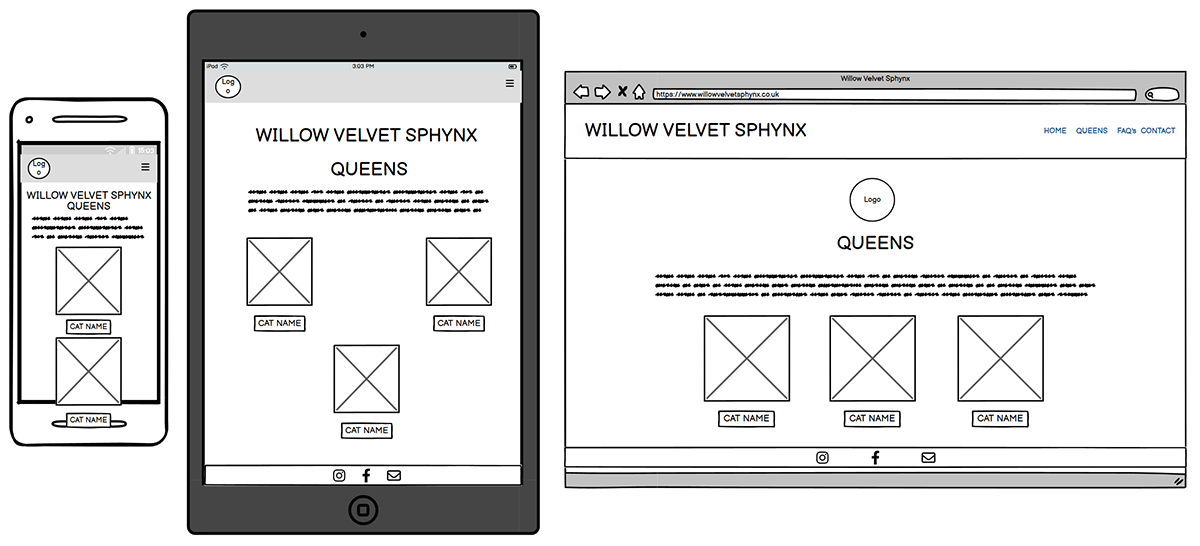 15:03
Log
o
WILLOW VELVET SPHYNX
QUEENS
CAT NAME
CAT NAME
iPod
3:03 PM
Log
o
WILLOW VELVET SPHYNX
QUEENS
CAT NAME
CAT NAME
CAT NAME
Willow Velvet Sphynx
https://www.willowvelvetsphynx.co.uk
WILLOW VELVET SPHYNX
HOME QUEENS FAQ's CONTACT
Logo
QUEENS
CAT NAME CAT NAME CAT NAME